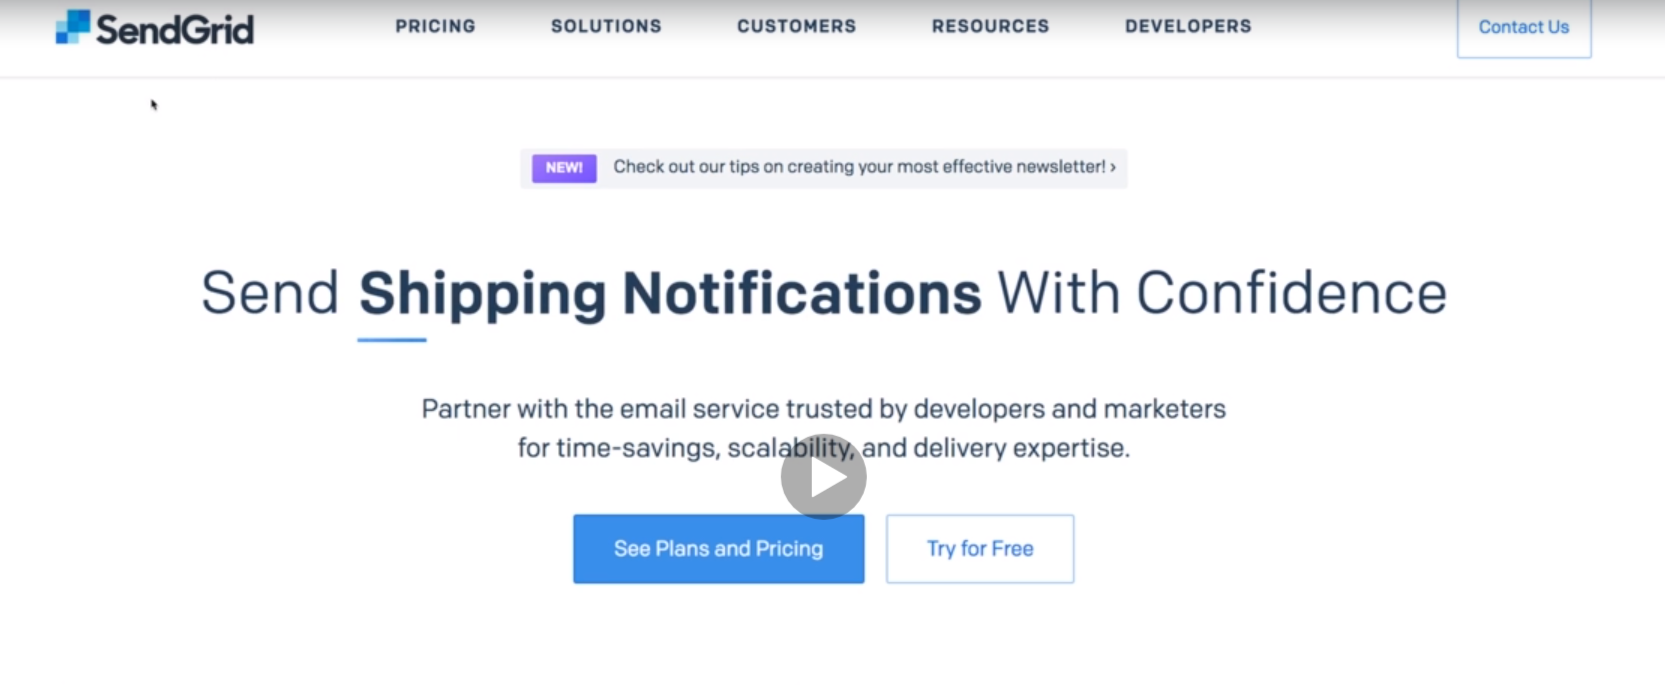 SendGrid
PRICING
SOLUTIONS
CUSTOMERS
RESOURCES
DEVELOPERS
Contact Us
NEW!
Check out our tips on creating your most effective newsletter! ›
Send Shipping Notifications With Confidence
Partner with the email service trusted by developers and marketers
for time-savings, scalability, and delivery expertise.
See Plans and Pricing
Try for Free